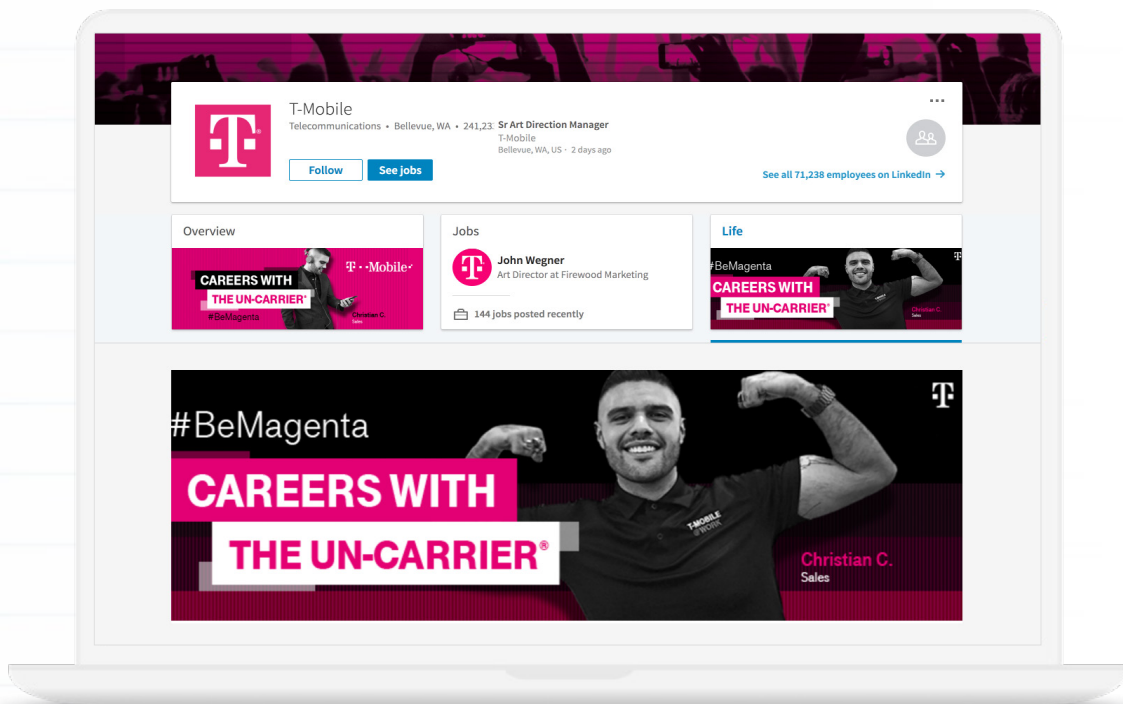 T-Mobile
Telecommunications • Bellevue, WA • 241,23
Sr Art Direction Manager
T-Mobile
Bellevue, WA, US - 2 days ago
Follow
See jobs
See all 71,238 employees on LinkedIn →
Overview
T··Mobile
CAREERS WITH
THE UN-CARRIER®
#BeMagenta
Christian C.
Sales
Jobs
T
John Wegner
Art Director at Firewood Marketing
144 jobs posted recently
Life
#BeMagenta
T
CAREERS WITH
THE UN-CARRIER®
Christian C.
Sales
#BeMagenta
T
CAREERS WITH
THE UN-CARRIER®
T-MOBILE
@WORK
Christian C.
Sales